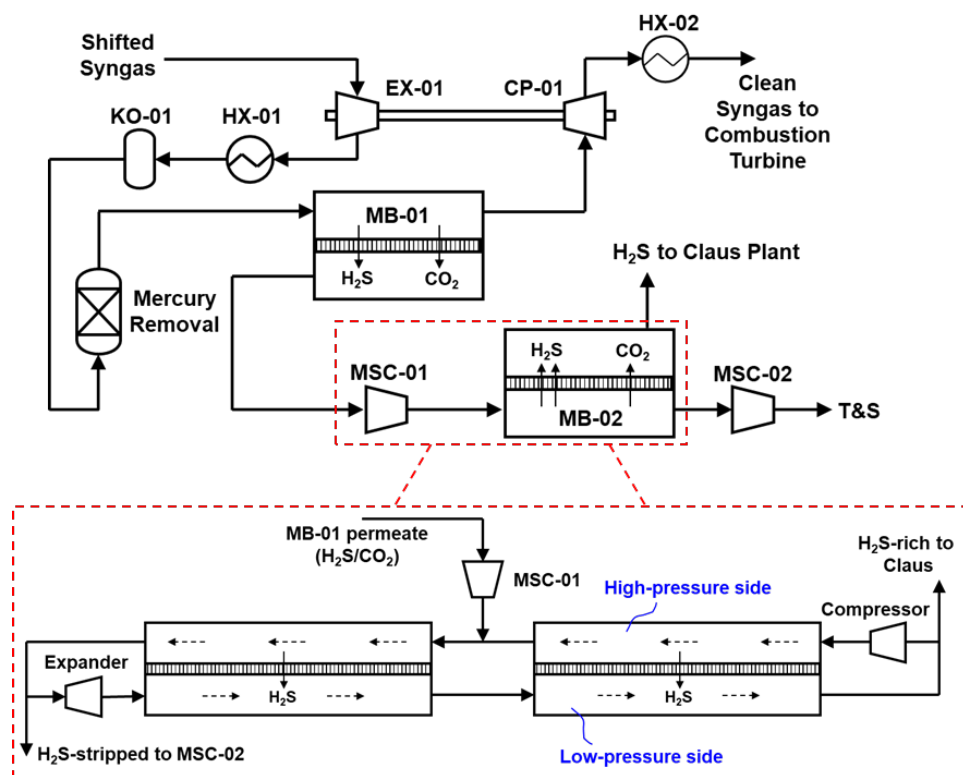 HX-02
Shifted
Syngas
EX-01
CP-01
Clean
Syngas to
Combustion
Turbine
KO-01
HX-01
MB-01
H₂S
CO₂
Mercury
Removal
H₂S to Claus Plant
MSC-01
H₂S
CO₂
MB-02
MSC-02
T&S
MB-01 permeate
(H₂S/CO₂)
MSC-01
High-pressure side
H₂S-rich to
Claus
Compressor
Expander
H₂S
H₂S
H₂S-stripped to MSC-02
Low-pressure side